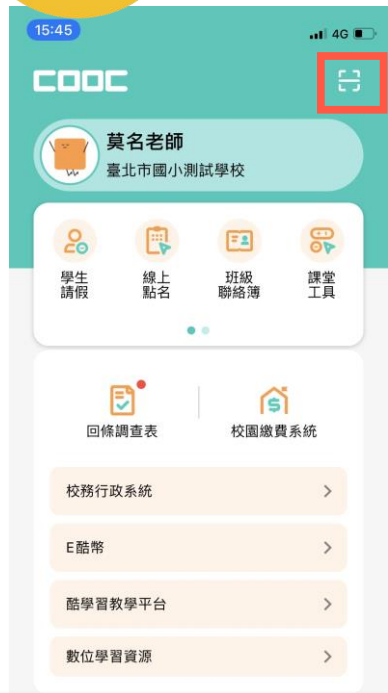 15:45
4G
COOC
莫名老師
臺北市國小測試學校
學生
請假
線上
點名
班級
聯絡簿
課堂
工具
回條調查表
校園繳費系統
校務行政系統
E酷幣
酷學習教學平台
數位學習資源